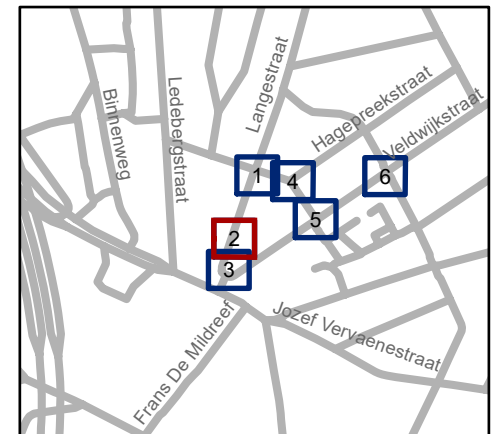 Binnenweg
Ledebergstraat
Langestraat
Hagepreekstraat
Veldwijkstraat
1
4
6
5
2
3
Jozef Vervaenestraat
Frans De Mildreef